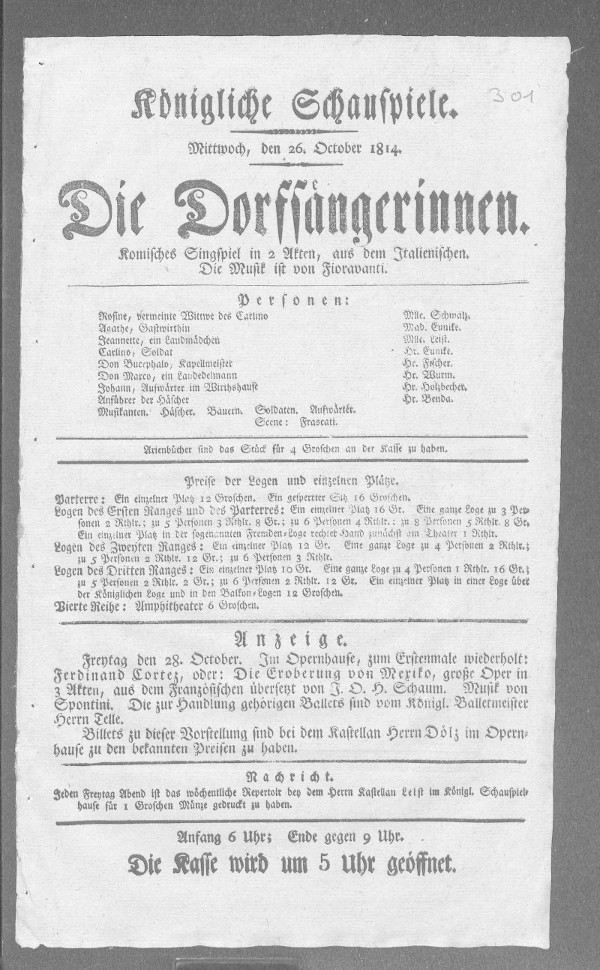 301
Königliche Schauspiele.
Mittwoch, den 26. October 1814.
Die Dorfsängerinnen.
Komisches Singspiel in 2 Akten, aus dem Italienischen.
Die Musik ist von Fioravanti.
Personen:
Rosine, vermeinte Wittwe des Carlino Mlle. Schwalz.
Agathe, Gastwirthin Mad. Eunike.
Jeannette, ein Landmädchen Mlle. Leist.
Carlino, Soldat Hr. Eunike.
Don Bucephalo, Kapellmeister Hr. Fischer.
Don Marco, ein Landedelmann Hr. Wurm.
Johann, Aufwärter im Wirthshause Hr. Holzbecher.
Anführer der Häscher Hr. Benda.
Musikanten. Häscher. Bauern. Soldaten. Aufwärter.
Scene: Frascati.
Arienbücher sind das Stück für 4 Groschen an der Kasse zu haben.
Preise der Logen und einzelnen Plätze.
Parterre: Ein einzelner Platz 12 Groschen. Ein gesperrter Sitz 16 Groschen.
Logen des Ersten Ranges und des Parterres: Ein einzelner Platz 16 Gr. Eine ganze Loge zu 3 Per-
sonen 2 Rthlr.; zu 5 Personen 3 Rthlr. 8 Gr.; zu 6 Personen 4 Rthlr.; zu 8 Personen 5 Rthlr. 8 Gr.
Ein einzelner Platz in der sogenannten Fremden-Loge rechter Hand zunächst am Theater 1 Rthlr.
Logen des Zweyten Ranges: Ein einzelner Platz 12 Gr. Eine ganze Loge zu 4 Personen 2 Rthlr.;
zu 5 Personen 2 Rthlr. 12 Gr.; zu 6 Personen 3 Rthlr.
Logen des Dritten Ranges: Ein einzelner Platz 10 Gr. Eine ganze Loge zu 4 Personen 1 Rthlr. 16 Gr.;
zu 5 Personen 2 Rthlr. 2 Gr.; zu 6 Personen 2 Rthlr. 12 Gr. Ein einzelner Platz in einer Loge über
der Königlichen Loge und in den Balkon-Logen 12 Groschen.
Vierte Reihe: Amphitheater 6 Groschen.
Anzeige.
Freytag den 28. October. Im Opernhause, zum Erstenmale wiederholt:
Ferdinand Cortez, oder: Die Eroberung von Mexiko, große Oper in
3 Akten, aus dem Französischen übersetzt von J. O. H. Schaum. Musik von
Spontini. Die zur Handlung gehörigen Ballets sind vom Königl. Balletmeister
Herrn Telle.
Billets zu dieser Vorstellung sind bei dem Kastellan Herrn Dölz im Opern-
hause zu den bekannten Preisen zu haben.
Nachricht.
Jeden Freytag Abend ist das wöchentliche Repertoir bey dem Herrn Kastellan Leist im Königl. Schauspiel-
hause für 1 Groschen Münze gedruckt zu haben.
Anfang 6 Uhr; Ende gegen 9 Uhr.
Die Kasse wird um 5 Uhr geöffnet.